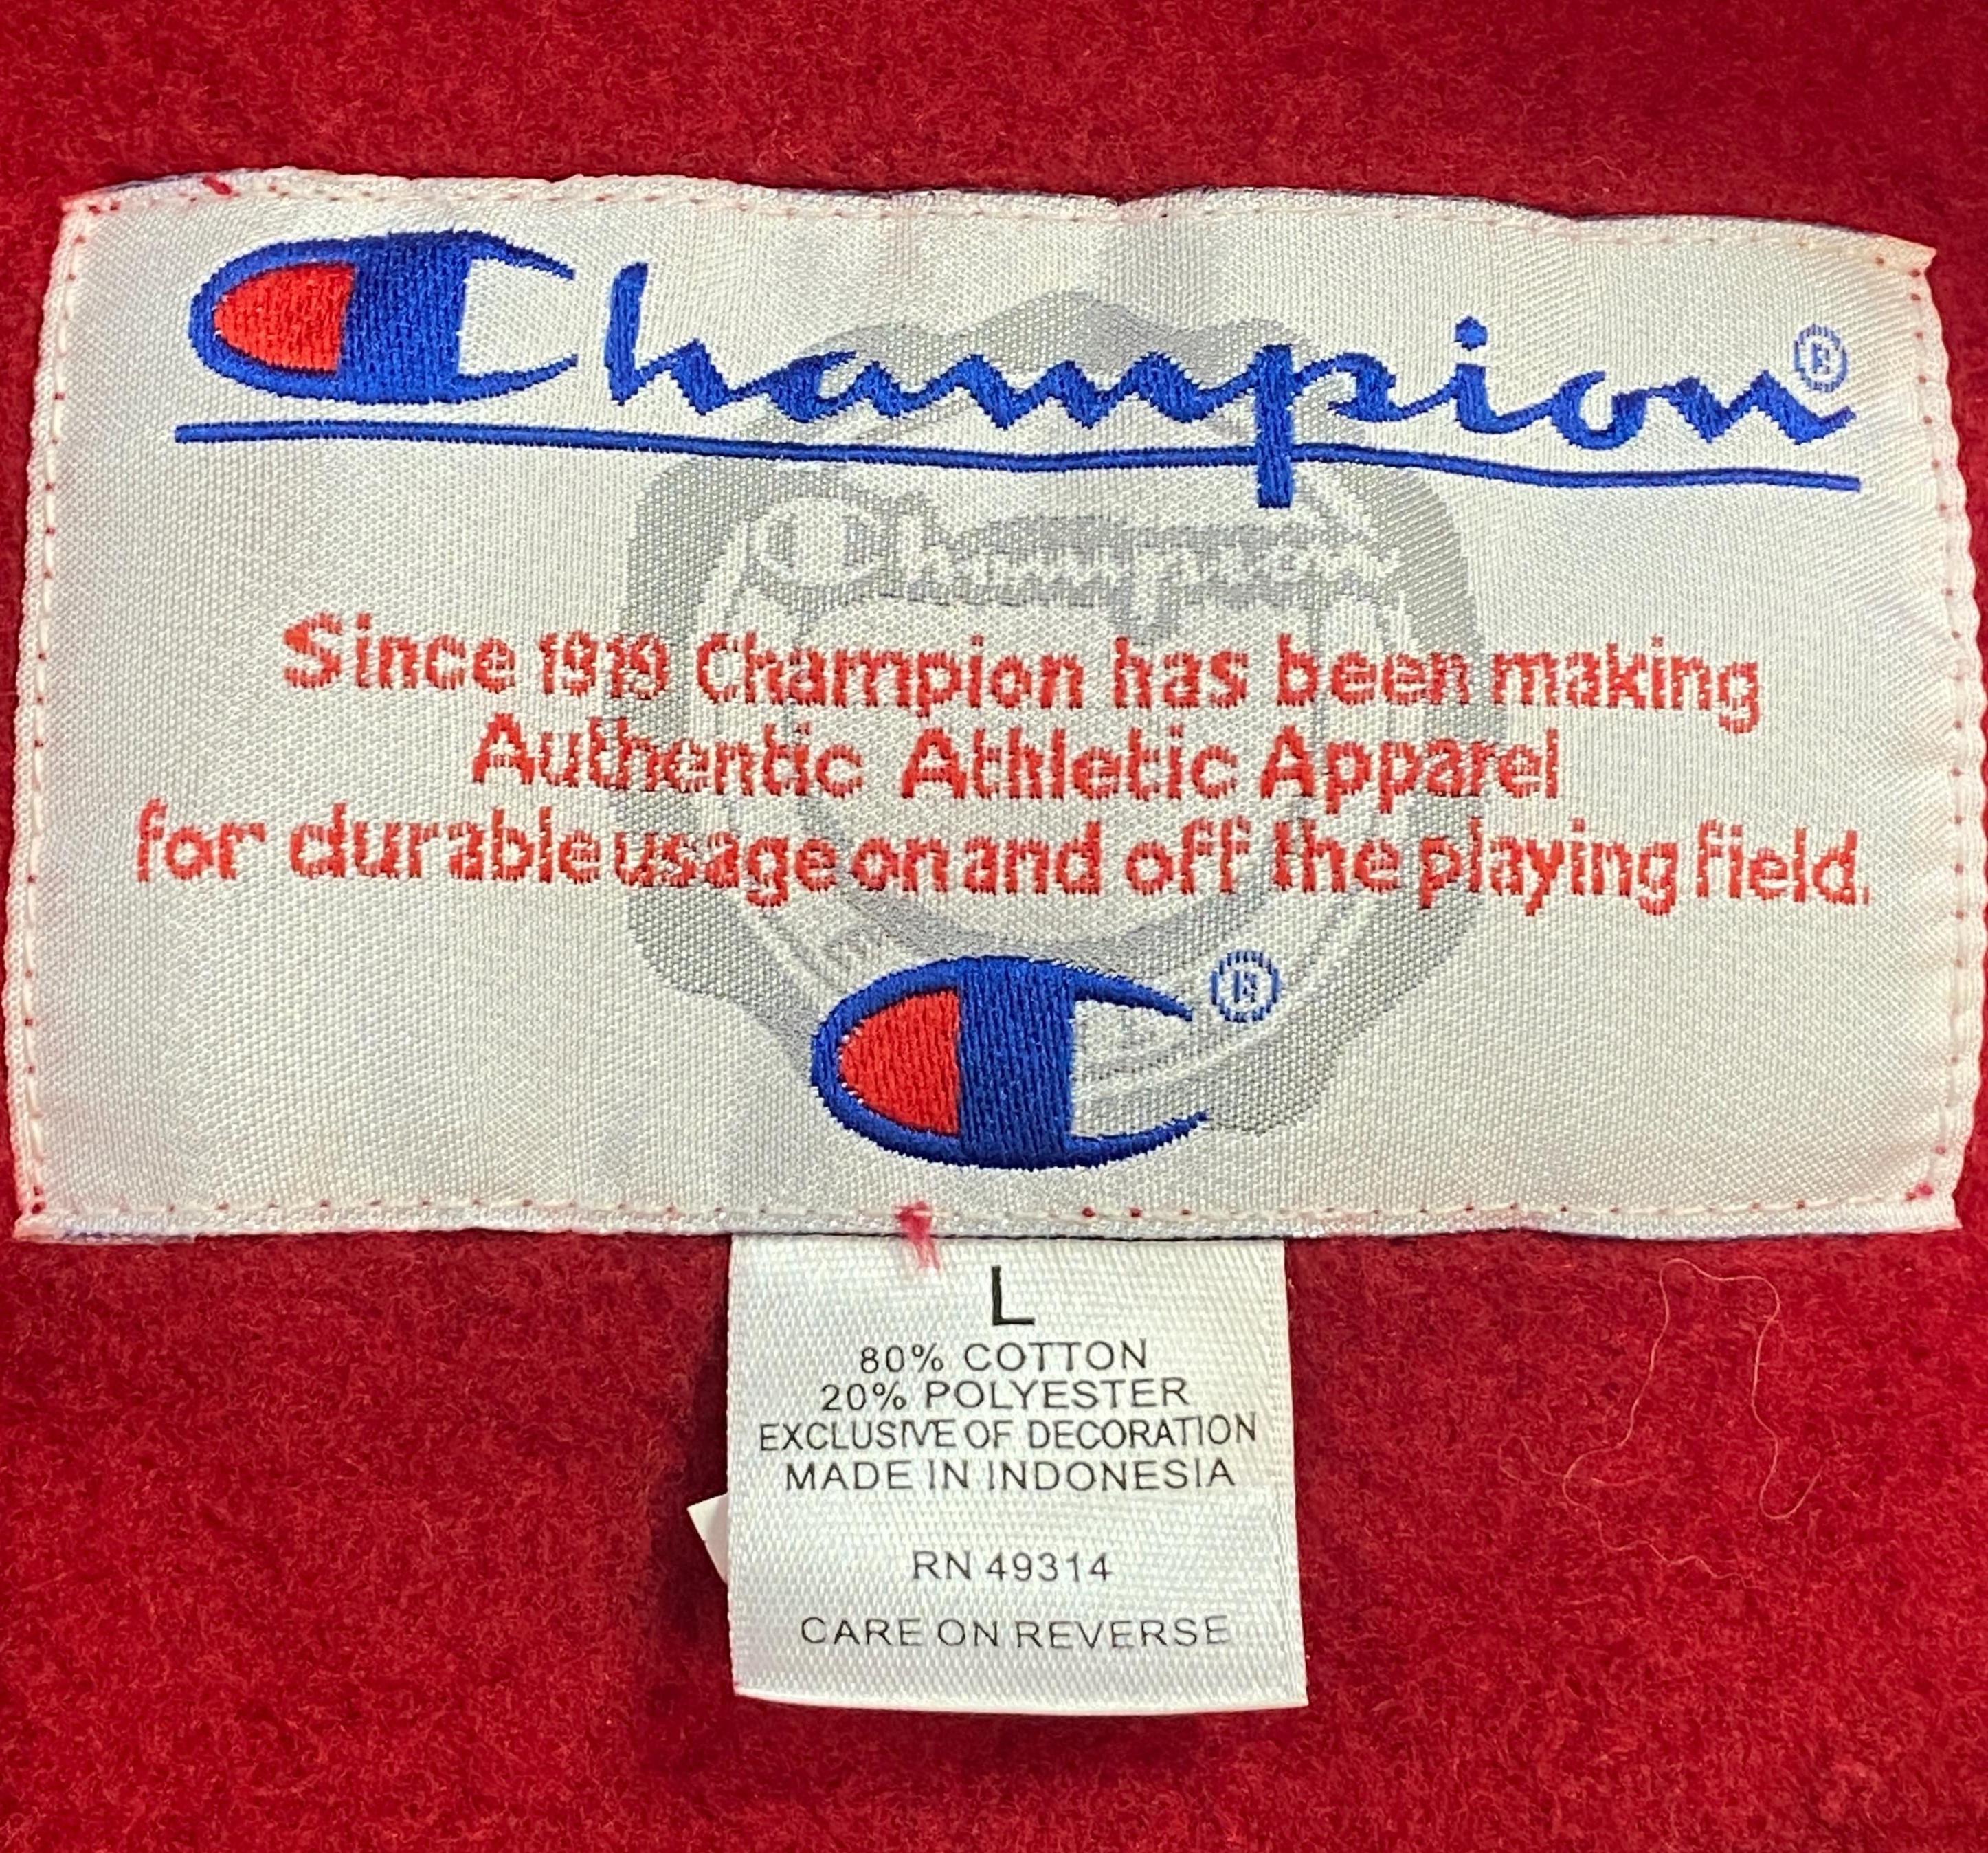 Champion®
Champion
Since 1919 Champion has been making
Authentic Athletic Apparel
for durable usage on and off the playing field.
®
L
80% COTTON
20% POLYESTER
EXCLUSIVE OF DECORATION
MADE IN INDONESIA
RN 49314
CARE ON REVERSE